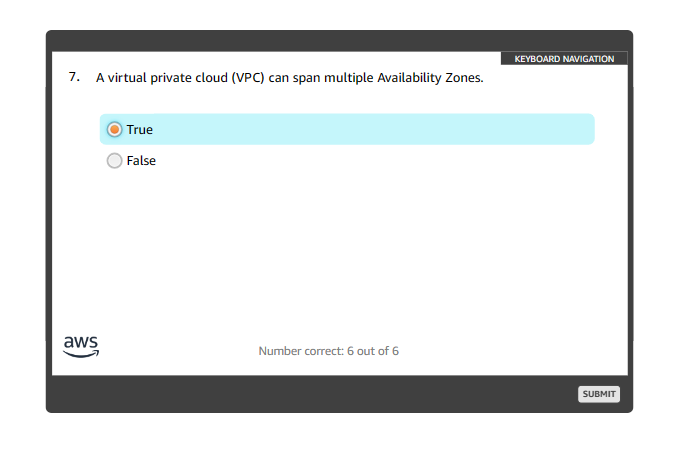 KEYBOARD NAVIGATION
7. A virtual private cloud (VPC) can span multiple Availability Zones.
True
False
aws
Number correct: 6 out of 6
SUBMIT